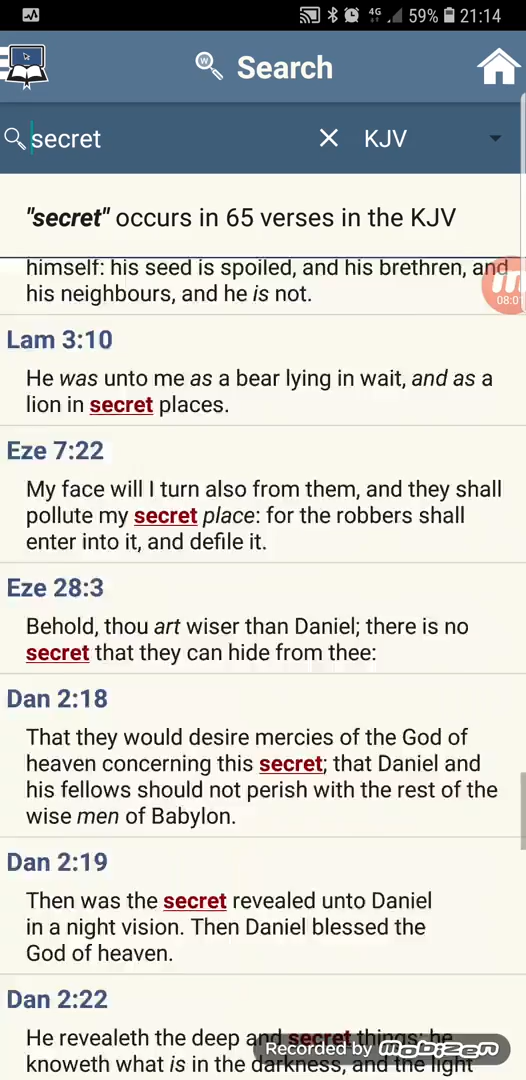 4G 59% 21:14
Search
secret
KJV
"secret" occurs in 65 verses in the KJV
himself: his seed is spoiled, and his brethren, and
his neighbours, and he is not.
08:01
Lam 3:10
He was unto me as a bear lying in wait, and as a
lion in secret places.
Eze 7:22
My face will I turn also from them, and they shall
pollute my secret place: for the robbers shall
enter into it, and defile it.
Eze 28:3
Behold, thou art wiser than Daniel; there is no
secret that they can hide from thee:
Dan 2:18
That they would desire mercies of the God of
heaven concerning this secret; that Daniel and
his fellows should not perish with the rest of the
wise men of Babylon.
Dan 2:19
Then was the secret revealed unto Daniel
in a night vision. Then Daniel blessed the
God of heaven.
Dan 2:22
He revealeth the deep and secret things: he
knoweth what is in the darkness, and the light
Recorded by Mobizen